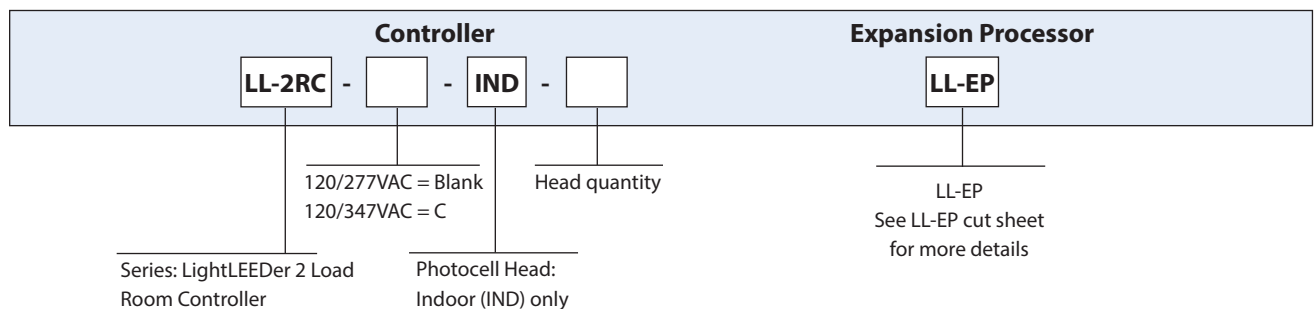 Controller
Expansion Processor
LL-2RC - - IND -
LL-EP
120/277VAC = Blank
120/347VAC = C
Head quantity
LL-EP
See LL-EP cut sheet
for more details
Series: LightLEEDer 2 Load
Room Controller
Photocell Head:
Indoor (IND) only